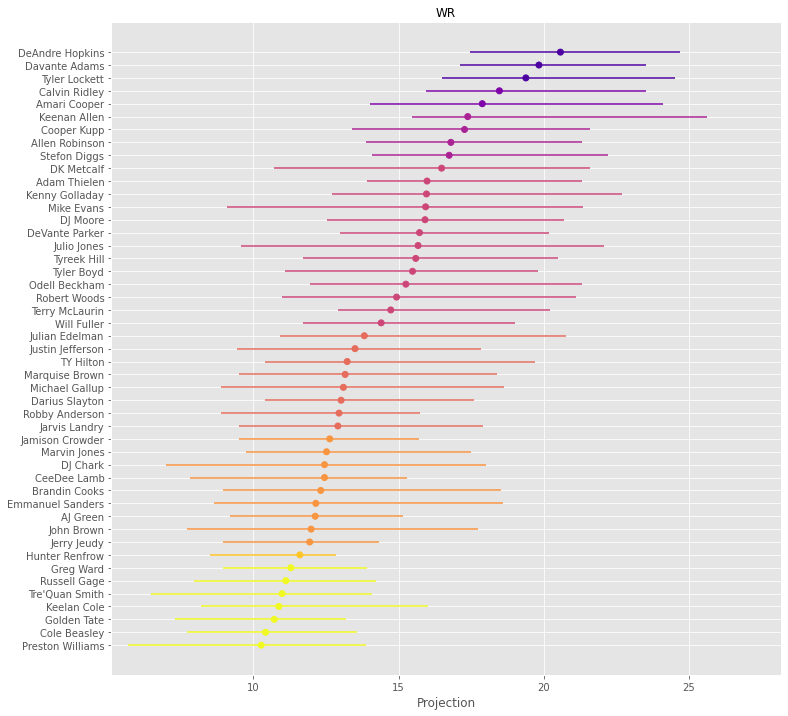 WR
DeAndre Hopkins
Davante Adams
Tyler Lockett
Calvin Ridley
Amari Cooper
Keenan Allen
Cooper Kupp
Allen Robinson
Stefon Diggs
DK Metcalf
Adam Thielen
Kenny Golladay
Mike Evans
DJ Moore
DeVante Parker
Julio Jones
Tyreek Hill
Tyler Boyd
Odell Beckham
Robert Woods
Terry McLaurin
Will Fuller
Julian Edelman
Justin Jefferson
TY Hilton
Marquise Brown
Michael Gallup
Darius Slayton
Robby Anderson
Jarvis Landry
Jamison Crowder
Marvin Jones
DJ Chark
CeeDee Lamb
Brandin Cooks
Emmanuel Sanders
AJ Green
John Brown
Jerry Jeudy
Hunter Renfrow
Greg Ward
Russell Gage
Tre'Quan Smith
Keelan Cole
Golden Tate
Cole Beasley
Preston Williams
10 15 20 25
Projection